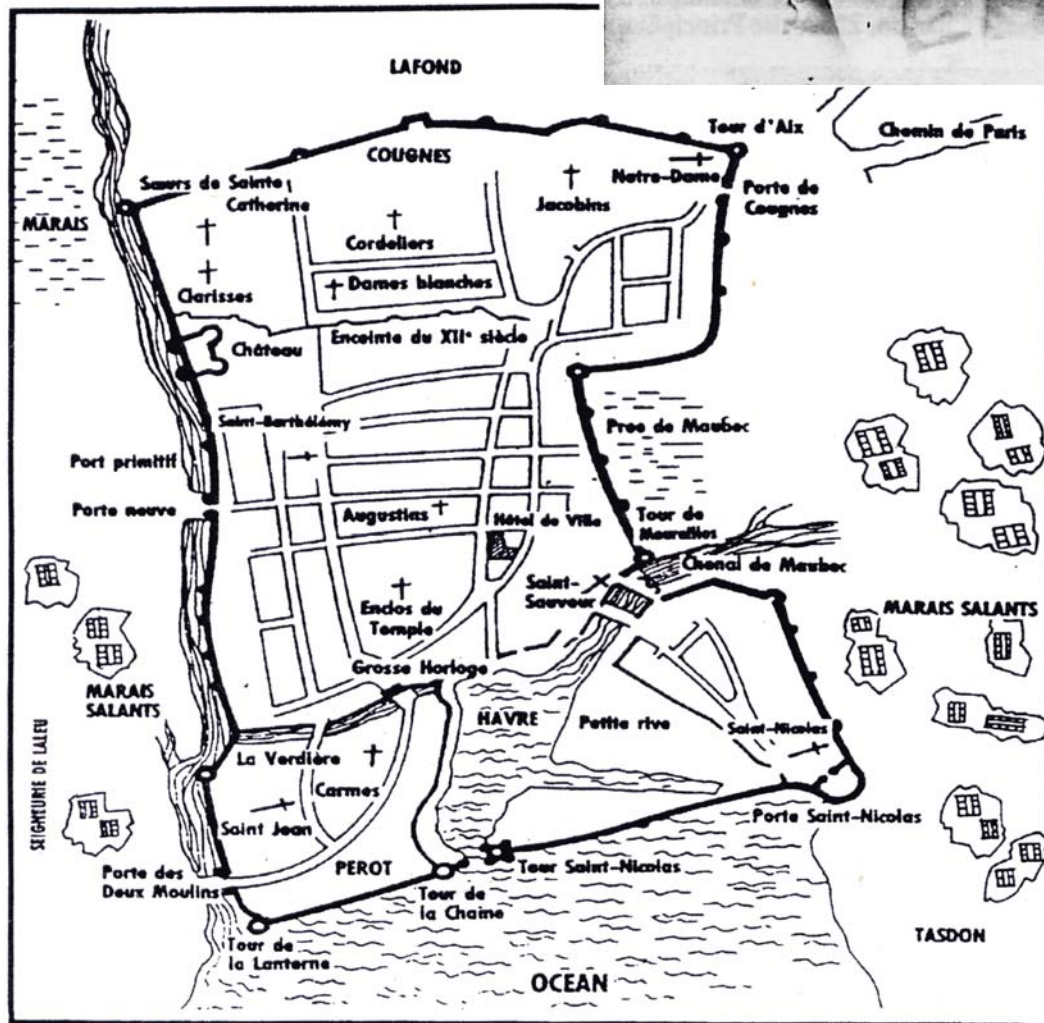 LAFOND
COUGNES
Tour d'Aix
Chemin de Paris
Notre-Dame
Porte de
Cougnes
Sœurs de Sainte
Catherine
Jacobins
MARAIS
Cordeliers
Dames blanches
Clarisses
Enceinte du XIIe siècle
Château
Saint-Barthélémy
Prée de Maubec
Port primitif
Porte neuve
Augustins
Hôtel de Ville
Tour de
Moureilles
Chenal de Maubec
Saint-
Sauveur
Enclos du
Temple
MARAIS SALANTS
Grosse Horloge
MARAIS
SALANTS
HAVRE
Petite rive
Saint-Nicolas
SEIGNEURIE DE LALEU
La Verdière
Carmes
Saint Jean
Porte Saint-Nicolas
Porte des
Deux Moulins
PEROT
Tour Saint-Nicolas
Tour de
la Chaine
Tour de
la Lanterne
TASDON
OCEAN